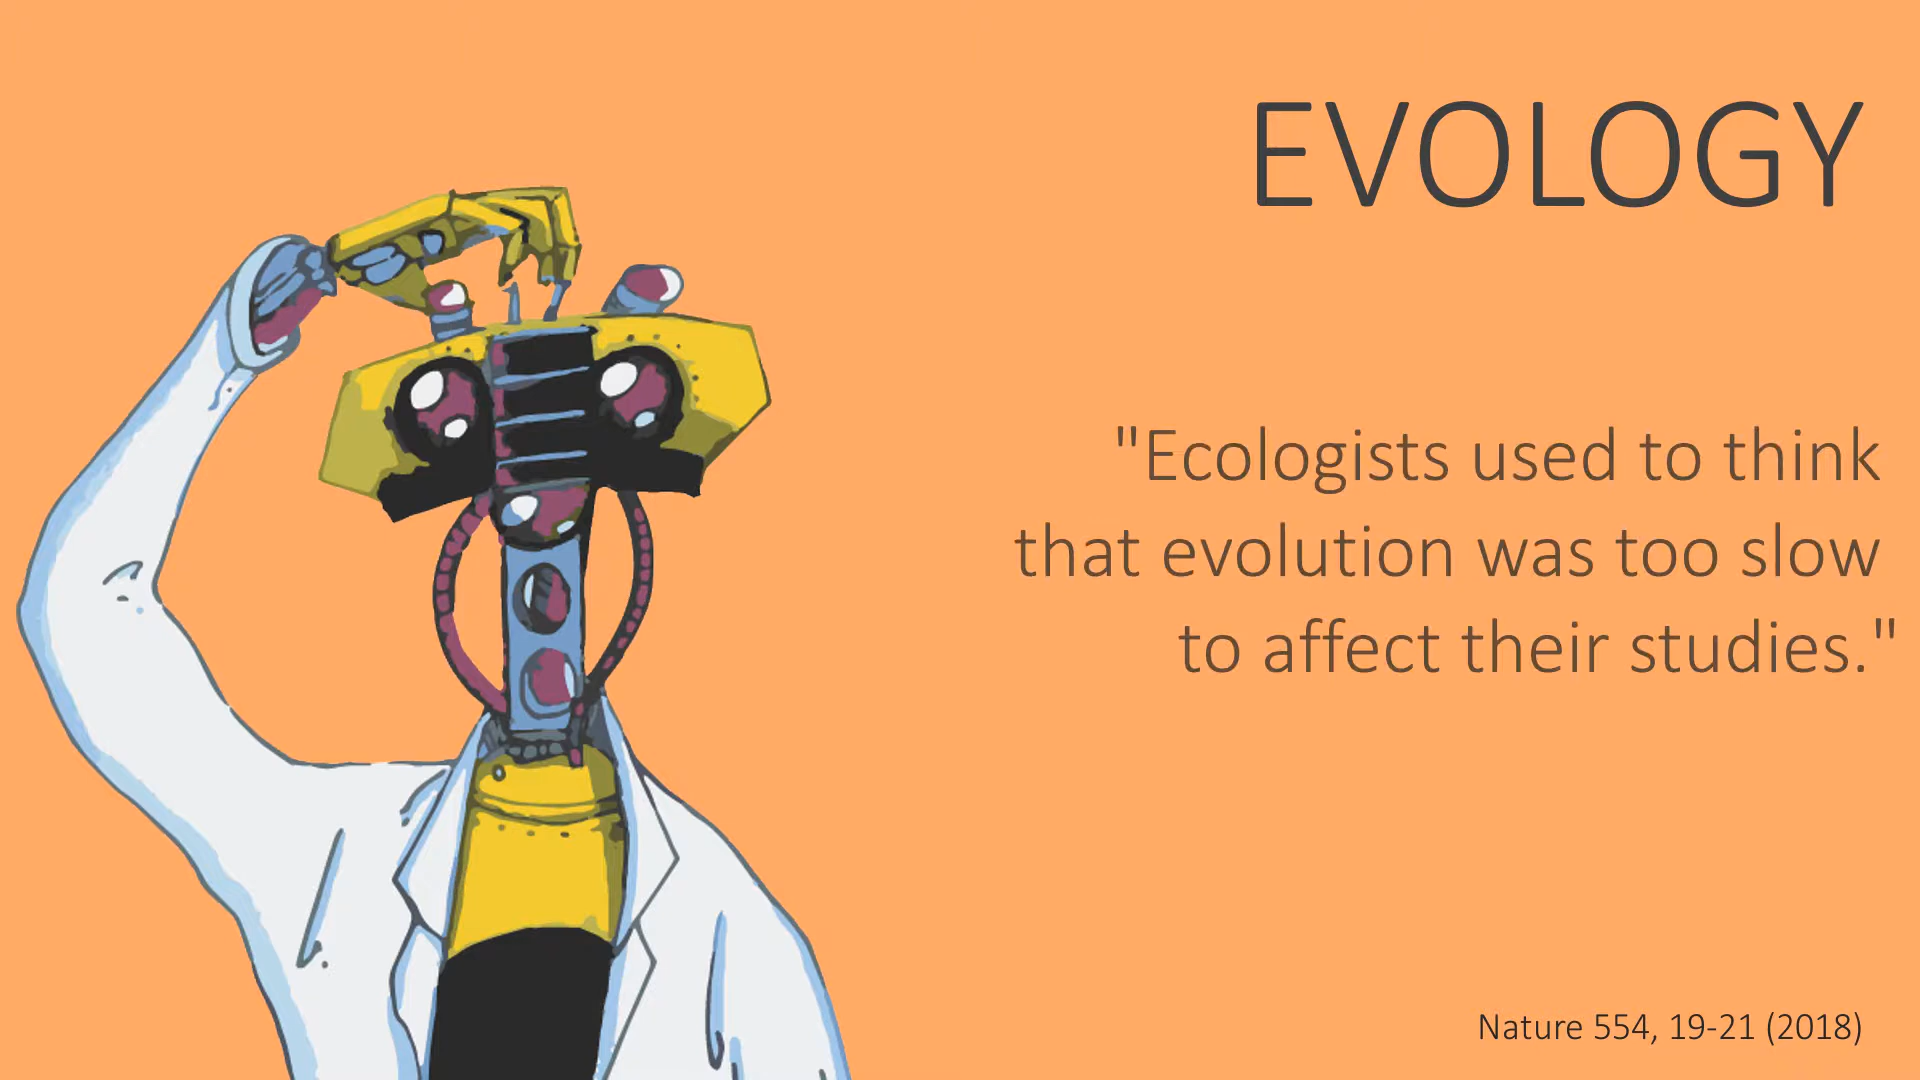 EVOLOGY
"Ecologists used to think
that evolution was too slow
to affect their studies."
Nature 554, 19-21 (2018)